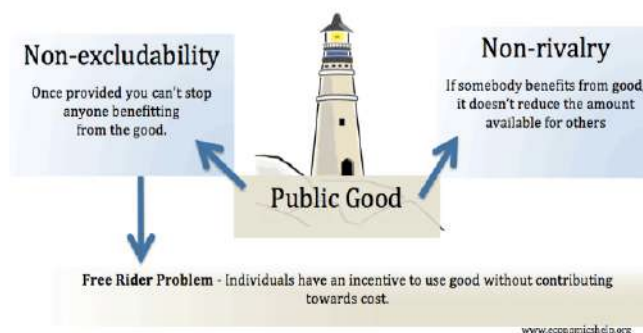 Non-excludability
Once provided you can't stop
anyone benefitting
from the good.
Non-rivalry
If somebody benefits from good,
it doesn't reduce the amount
available for others
Public Good
Free Rider Problem - Individuals have an incentive to use good without contributing
towards cost.
www.economicshelp.org